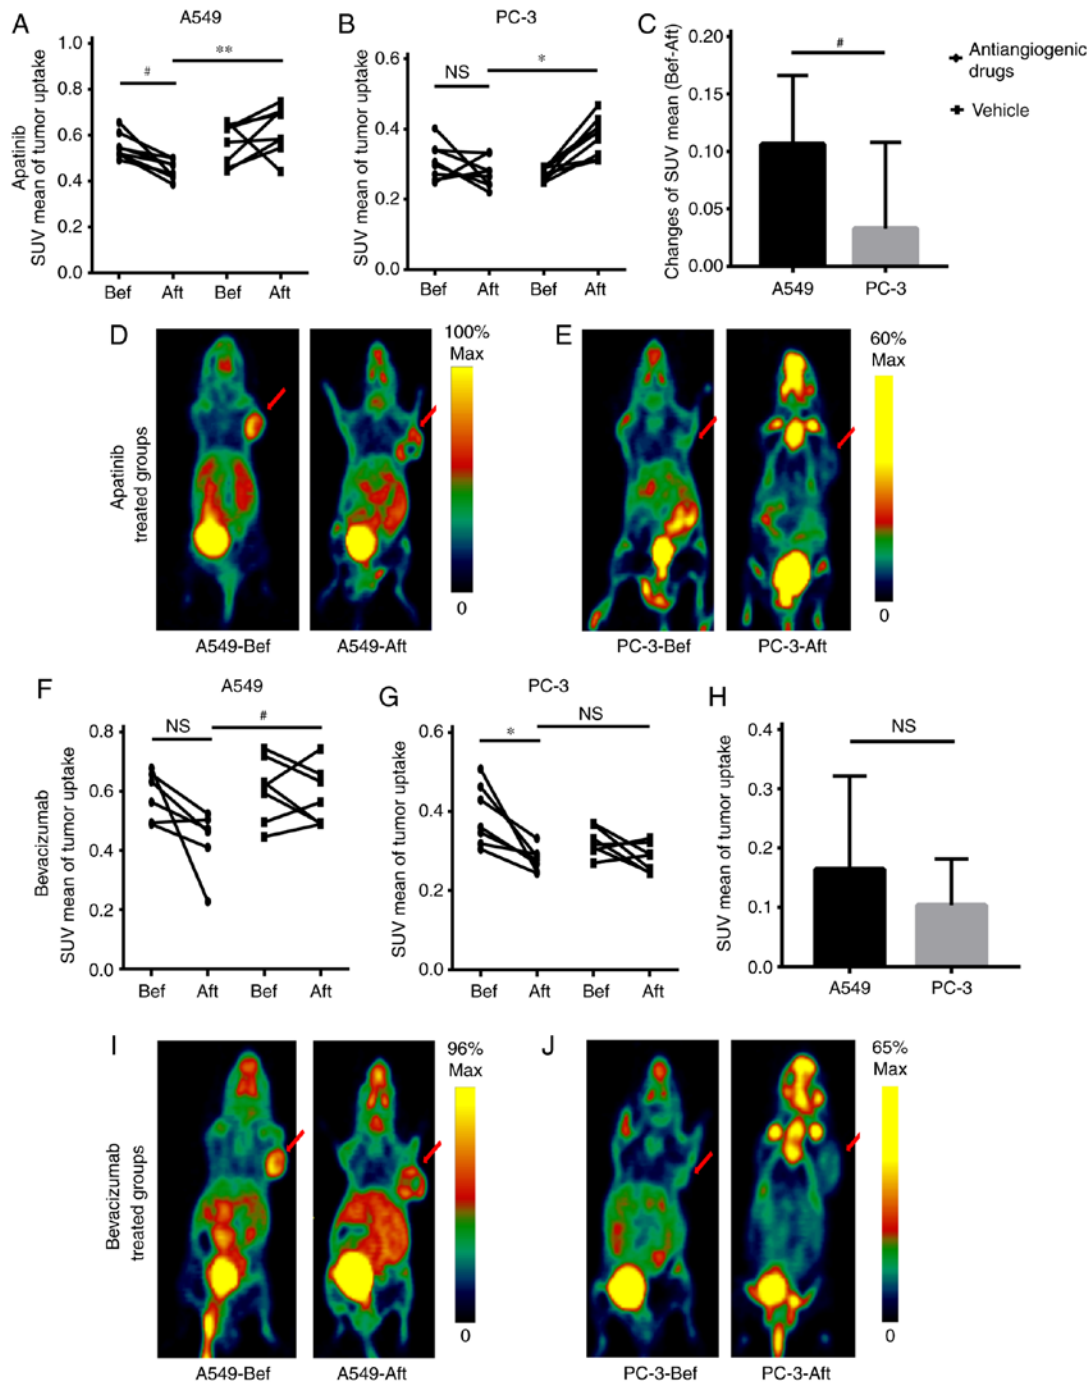 A
A549
Apatinib
SUV mean of tumor uptake
1.0
0.8
0.6
0.4
0.2
0.0
#
**
Bef
Aft
Bef
Aft
B
PC-3
SUV mean of tumor uptake
0.6
0.4
0.2
0.0
NS
*
Bef
Aft
Bef
Aft
C
Changes of SUV mean (Bef-Aft)
0.20
0.15
0.10
0.05
0.00
#
A549
PC-3
Antiangiogenic
drugs
Vehicle
D
Apatinib
treated groups
100%
Max
0
A549-Bef
A549-Aft
E
60%
Max
0
PC-3-Bef
PC-3-Aft
F
A549
Bevacizumab
SUV mean of tumor uptake
0.8
0.6
0.4
0.2
0.0
NS
#
Bef
Aft
Bef
Aft
G
PC-3
SUV mean of tumor uptake
0.6
0.4
0.2
0.0
*
NS
Bef
Aft
Bef
Aft
H
SUV mean of tumor uptake
0.4
0.3
0.2
0.1
0.0
NS
A549
PC-3
I
Bevacizumab
treated groups
96%
Max
0
A549-Bef
A549-Aft
J
65%
Max
0
PC-3-Bef
PC-3-Aft